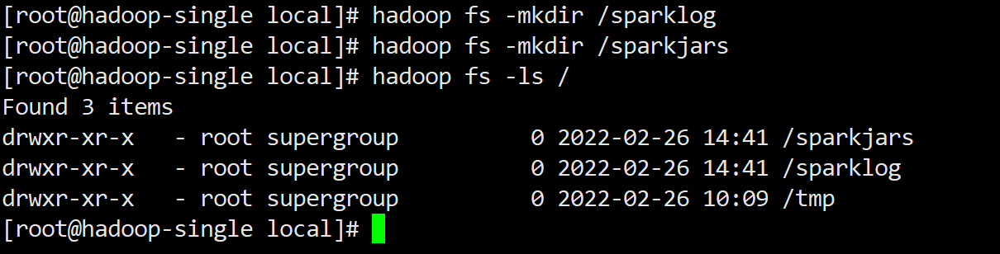 [root@hadoop-single local]# hadoop fs -mkdir /sparklog
[root@hadoop-single local]# hadoop fs -mkdir /sparkjars
[root@hadoop-single local]# hadoop fs -ls /
Found 3 items
drwxr-xr-x   - root supergroup          0 2022-02-26 14:41 /sparkjars
drwxr-xr-x   - root supergroup          0 2022-02-26 14:41 /sparklog
drwxr-xr-x   - root supergroup          0 2022-02-26 10:09 /tmp
[root@hadoop-single local]#